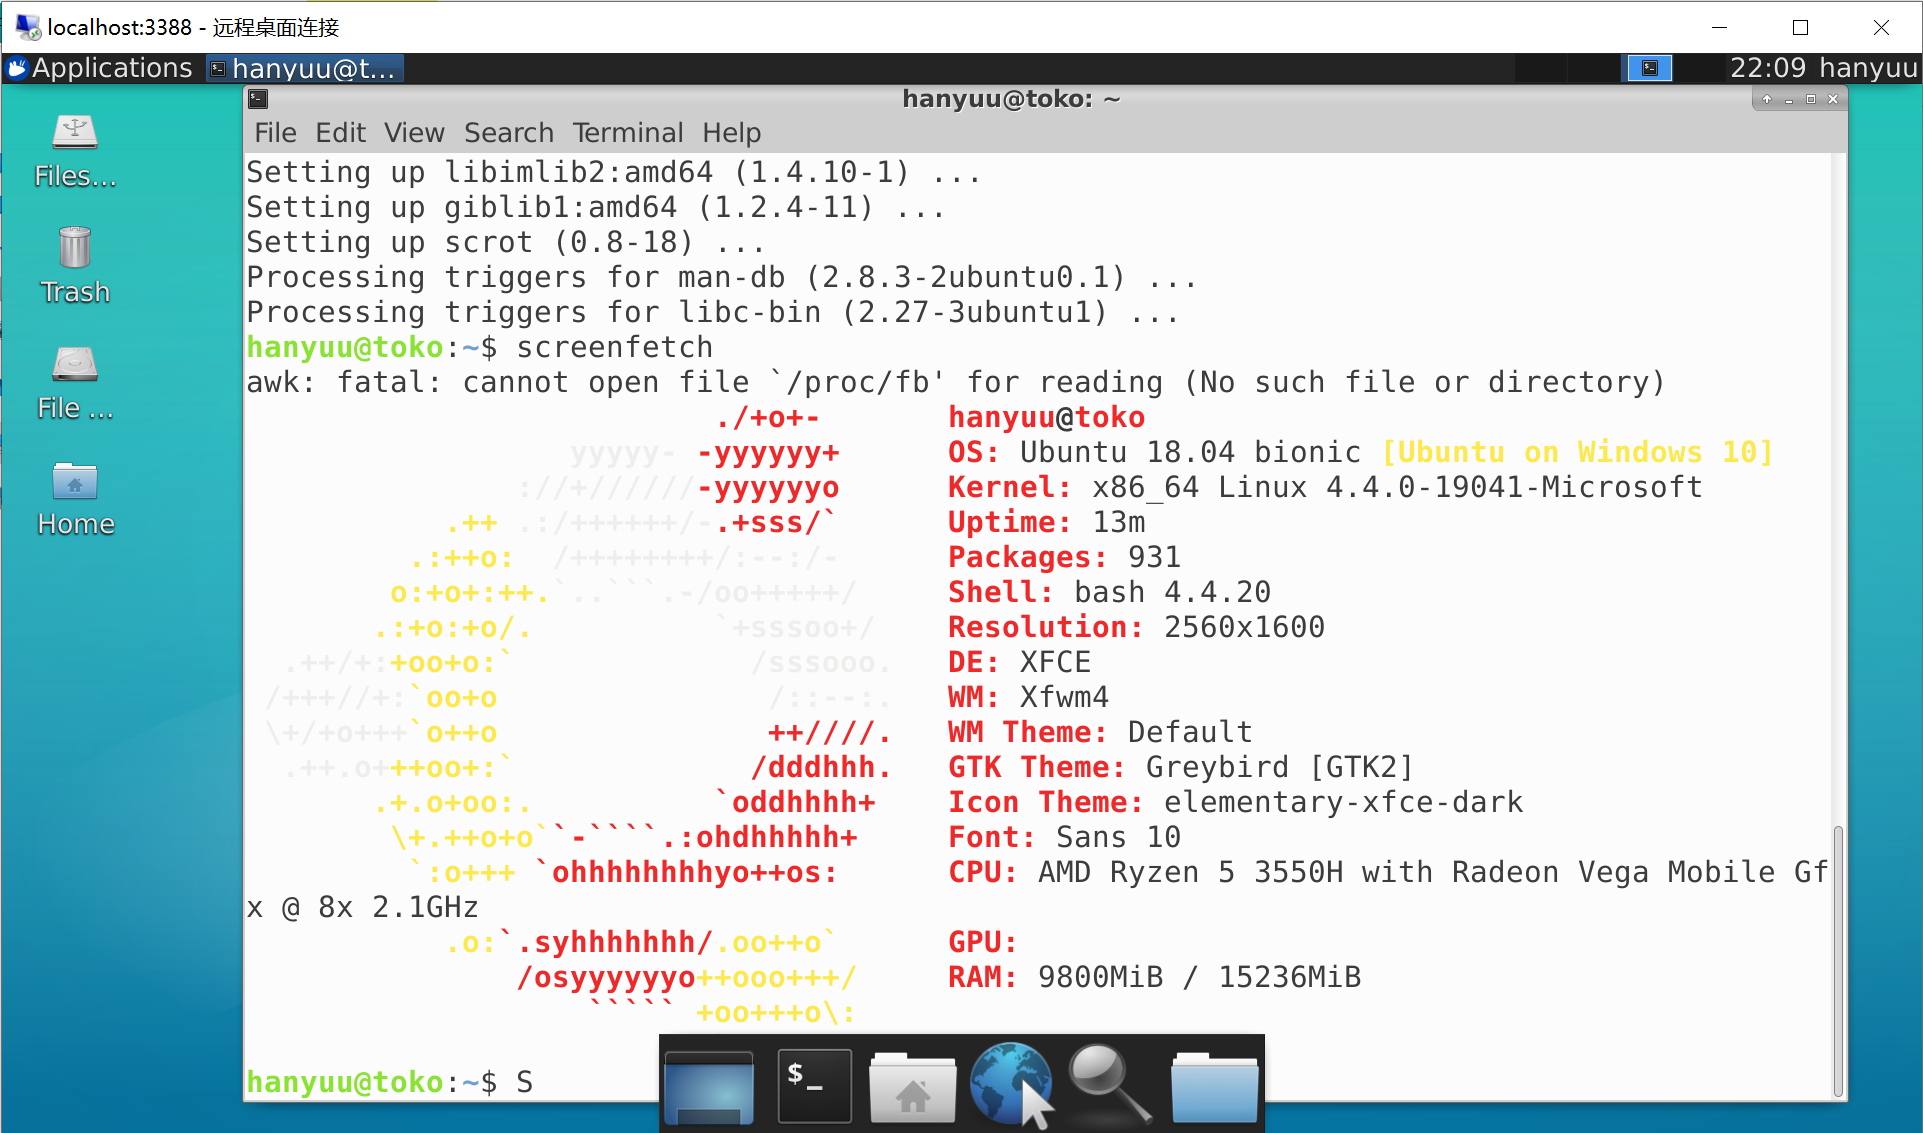 localhost:3388 - 远程桌面连接
Applications hanyuu@t... 22:09 hanyuu
hanyuu@toko: ~
File Edit View Search Terminal Help
Files...
Trash
File ...
Home
Setting up libimlib2:amd64 (1.4.10-1) ...
Setting up giblib1:amd64 (1.2.4-11) ...
Setting up scrot (0.8-18) ...
Processing triggers for man-db (2.8.3-2ubuntu0.1) ...
Processing triggers for libc-bin (2.27-3ubuntu1) ...
hanyuu@toko:~$ screenfetch
awk: fatal: cannot open file `/proc/fb' for reading (No such file or directory)
./+o+- hanyuu@toko
yyyyy- -yyyyyy+ OS: Ubuntu 18.04 bionic [Ubuntu on Windows 10]
://+//////-yyyyyyo Kernel: x86_64 Linux 4.4.0-19041-Microsoft
.++ .:/++++++/-.+sss/` Uptime: 13m
.:++o: /++++++++/:--:/- Packages: 931
o:+o+:++.`..```.-/oo+++++/ Shell: bash 4.4.20
.:+o:+o/. `+sssoo+/ Resolution: 2560x1600
.++/+:+oo+o:` /sssooo. DE: XFCE
/+++//+:`oo+o /::--:. WM: Xfwm4
\+/+o+++`o++o ++////. WM Theme: Default
.++.o+++oo+:` /dddhhh. GTK Theme: Greybird [GTK2]
.+.o+oo:. `oddhhhh+ Icon Theme: elementary-xfce-dark
\+.++o+o``-````.:ohdhhhhh+ Font: Sans 10
`:o+++ `ohhhhhhhhyo++os: CPU: AMD Ryzen 5 3550H with Radeon Vega Mobile Gf
x @ 8x 2.1GHz
.o:`.syhhhhhhh/.oo++o` GPU:
/osyyyyyyo++ooo+++/ RAM: 9800MiB / 15236MiB
````` +oo+++o\:
hanyuu@toko:~$ S
$_